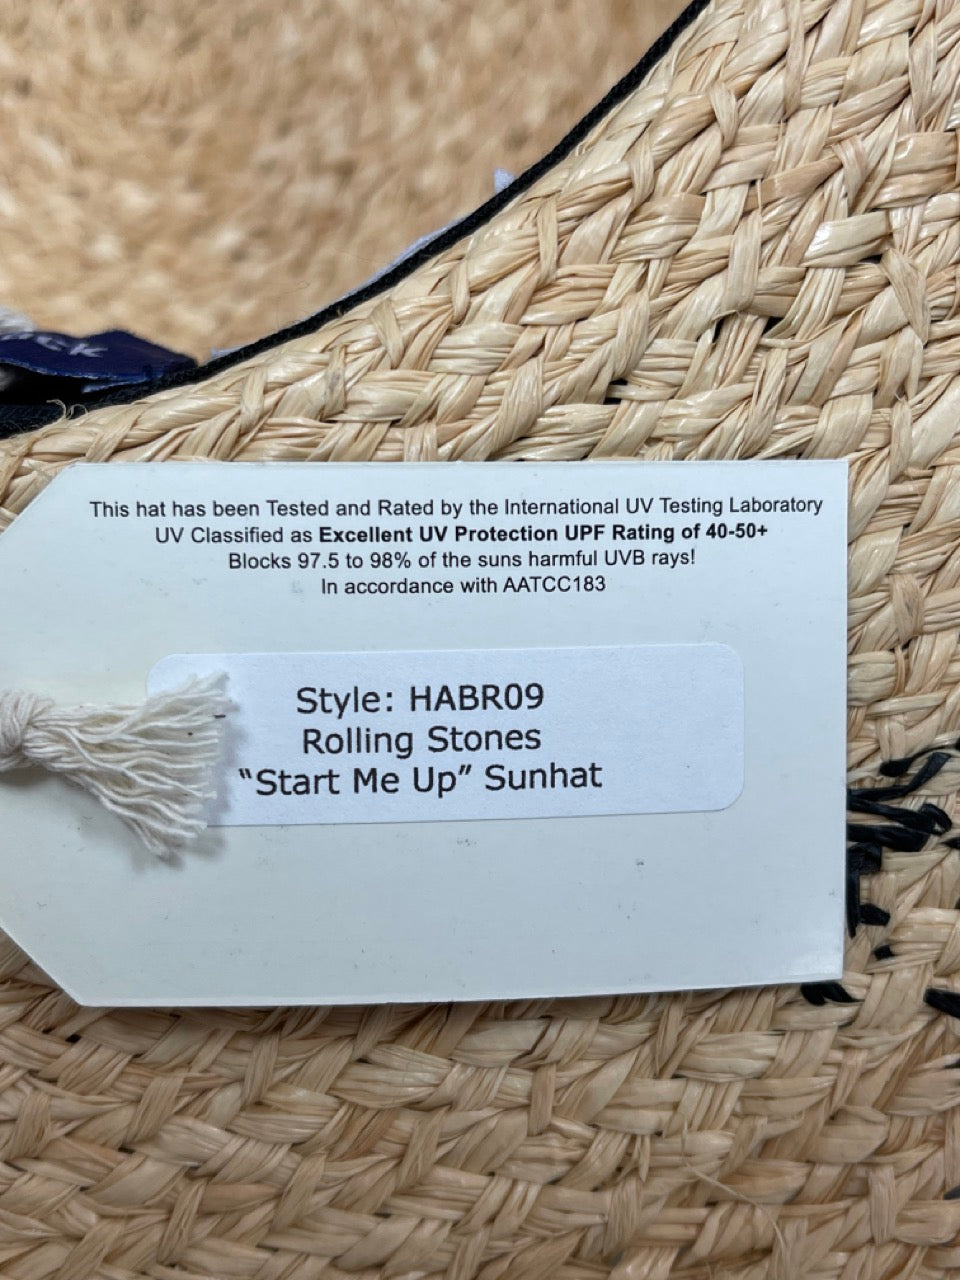 This hat has been Tested and Rated by the International UV Testing Laboratory
UV Classified as Excellent UV Protection UPF Rating of 40-50+
Blocks 97.5 to 98% of the suns harmful UVB rays!
In accordance with AATCC183
Style: HABR09
Rolling Stones
“Start Me Up” Sunhat